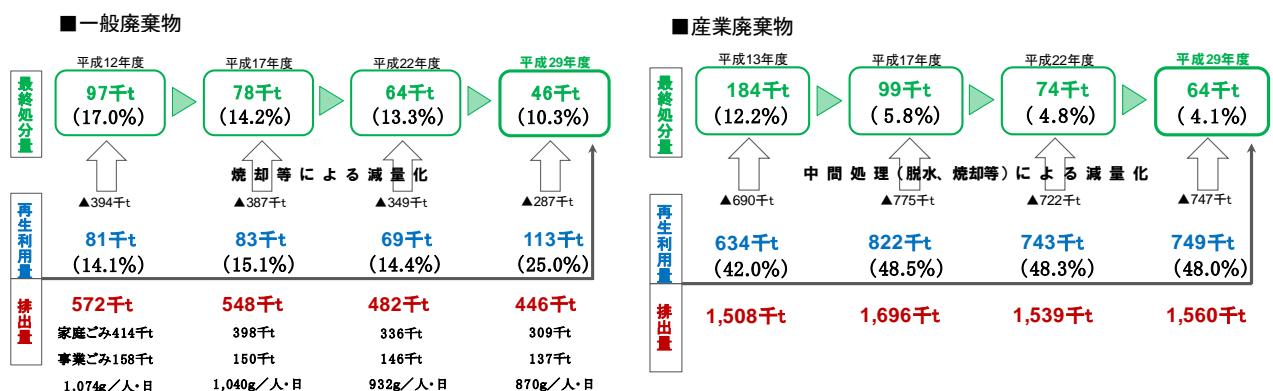 ■一般廃棄物
平成12年度 平成17年度 平成22年度 平成29年度
最終処分量
97千t 78千t 64千t 46千t
(17.0%) (14.2%) (13.3%) (10.3%)
焼却等による減量化
▲394千t ▲387千t ▲349千t ▲287千t
再生利用量
81千t 83千t 69千t 113千t
(14.1%) (15.1%) (14.4%) (25.0%)
排出量
572千t 548千t 482千t 446千t
家庭ごみ414千t 398千t 336千t 309千t
事業ごみ158千t 150千t 146千t 137千t
1,074g/人・日 1,040g/人・日 932g/人・日 870g/人・日
■産業廃棄物
平成13年度 平成17年度 平成22年度 平成29年度
最終処分量
184千t 99千t 74千t 64千t
(12.2%) (5.8%) (4.8%) (4.1%)
中間処理(脱水、焼却等)による減量化
▲690千t ▲775千t ▲722千t ▲747千t
再生利用量
634千t 822千t 743千t 749千t
(42.0%) (48.5%) (48.3%) (48.0%)
排出量
1,508千t 1,696千t 1,539千t 1,560千t